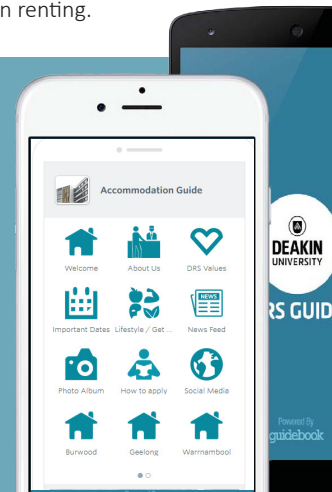 n renting.
Accommodation Guide
Welcome
About Us
DRS Values
Important Dates
Lifestyle / Get ...
NEWS
News Feed
Photo Album
How to apply
Social Media
Burwood
Geelong
Warrnambool
DEAKIN
UNIVERSITY
RS GUID
Powered By
guidebook